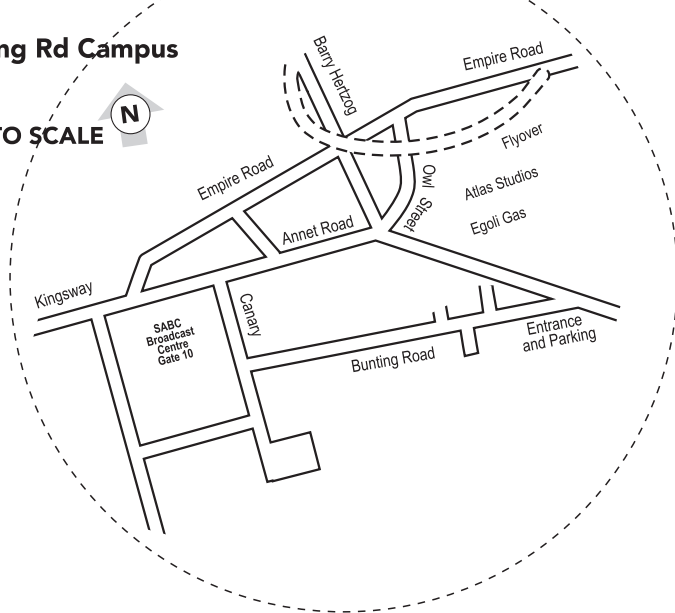 ng Rd Campus
N
TO SCALE
Barry Hertzog
Empire Road
Flyover
Empire Road
Owl Street
Atlas Studios
Egoli Gas
Annet Road
Kingsway
Canary
SABC
Broadcast
Centre
Gate 10
Entrance
and Parking
Bunting Road